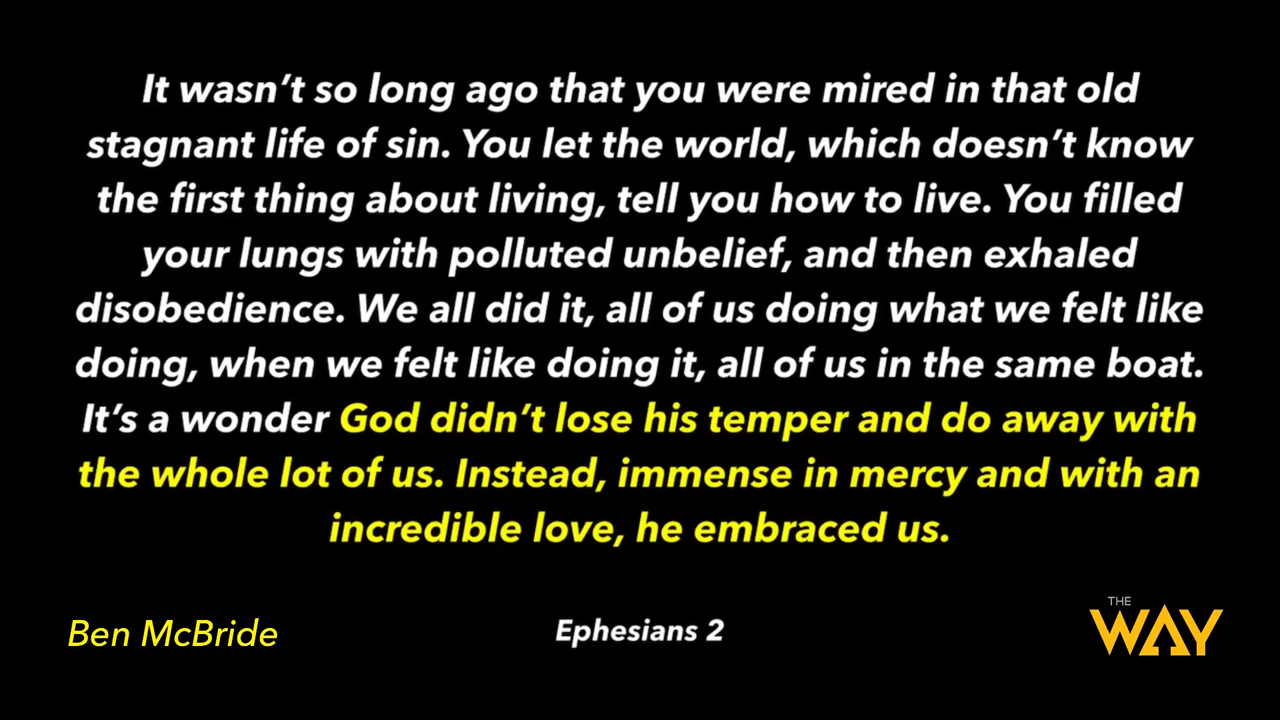 It wasn’t so long ago that you were mired in that old
stagnant life of sin. You let the world, which doesn’t know
the first thing about living, tell you how to live. You filled
your lungs with polluted unbelief, and then exhaled
disobedience. We all did it, all of us doing what we felt like
doing, when we felt like doing it, all of us in the same boat.
It’s a wonder God didn’t lose his temper and do away with
the whole lot of us. Instead, immense in mercy and with an
incredible love, he embraced us.
Ben McBride
Ephesians 2
THE
WAY